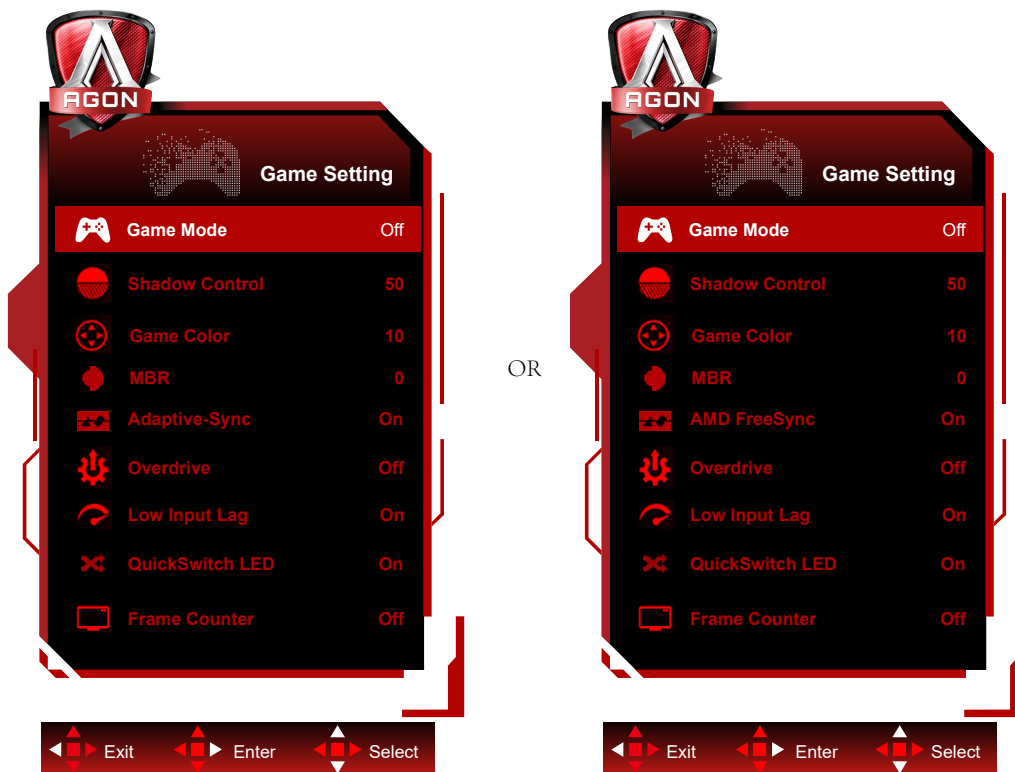 AGON
Game Setting
Game Mode Off
Shadow Control 50
Game Color 10
MBR 0
Adaptive-Sync On
Overdrive Off
Low Input Lag On
QuickSwitch LED On
Frame Counter Off
Exit Enter Select
OR
AGON
Game Setting
Game Mode Off
Shadow Control 50
Game Color 10
MBR 0
AMD FreeSync On
Overdrive Off
Low Input Lag On
QuickSwitch LED On
Frame Counter Off
Exit Enter Select